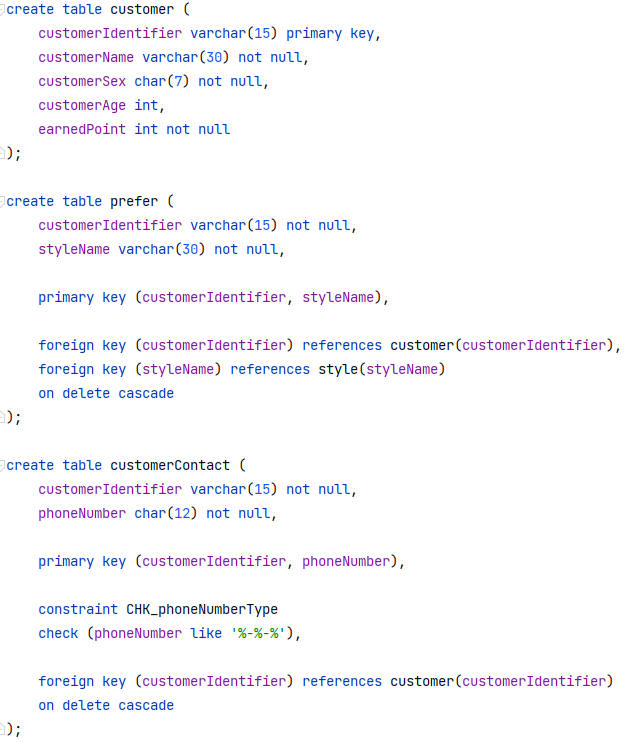 create table customer (
    customerIdentifier varchar(15) primary key,
    customerName varchar(30) not null,
    customerSex char(7) not null,
    customerAge int,
    earnedPoint int not null
);
create table prefer (
    customerIdentifier varchar(15) not null,
    styleName varchar(30) not null,
    primary key (customerIdentifier, styleName),
    foreign key (customerIdentifier) references customer(customerIdentifier),
    foreign key (styleName) references style(styleName)
    on delete cascade
);
create table customerContact (
    customerIdentifier varchar(15) not null,
    phoneNumber char(12) not null,
    primary key (customerIdentifier, phoneNumber),
    constraint CHK_phoneNumberType
    check (phoneNumber like '%-%-%'),
    foreign key (customerIdentifier) references customer(customerIdentifier)
    on delete cascade
);